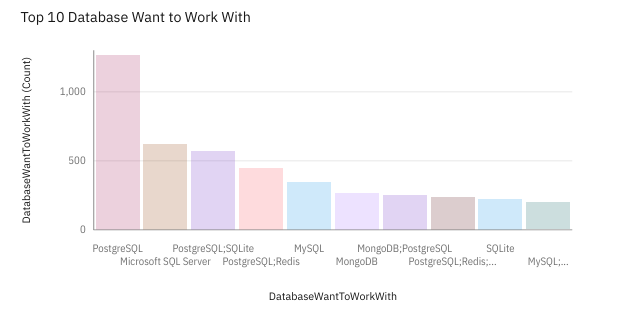 Top 10 Database Want to Work With
DatabaseWantToWorkWith (Count)
1,000
500
0
PostgreSQL
Microsoft SQL Server
PostgreSQL;SQLite
PostgreSQL;Redis
MySQL
MongoDB
MongoDB;PostgreSQL
PostgreSQL;Redis;...
SQLite
MySQL;...
DatabaseWantToWorkWith